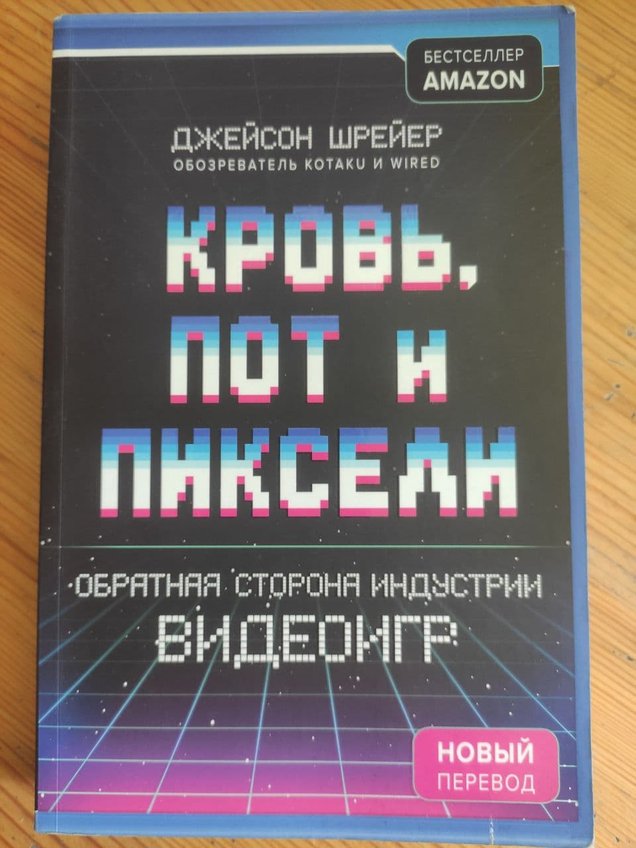 БЕСТСЕЛЛЕР
AMAZON
ДЖЕЙСОН ШРЕЙЕР
ОБОЗРЕВАТЕЛЬ KOTAKU И WIRED
КРОВЬ,
ПОТ и
ПИКСЕЛИ
ОБРАТНАЯ СТОРОНА ИНДУСТРИИ
ВИДЕОИГР
НОВЫЙ
ПЕРЕВОД